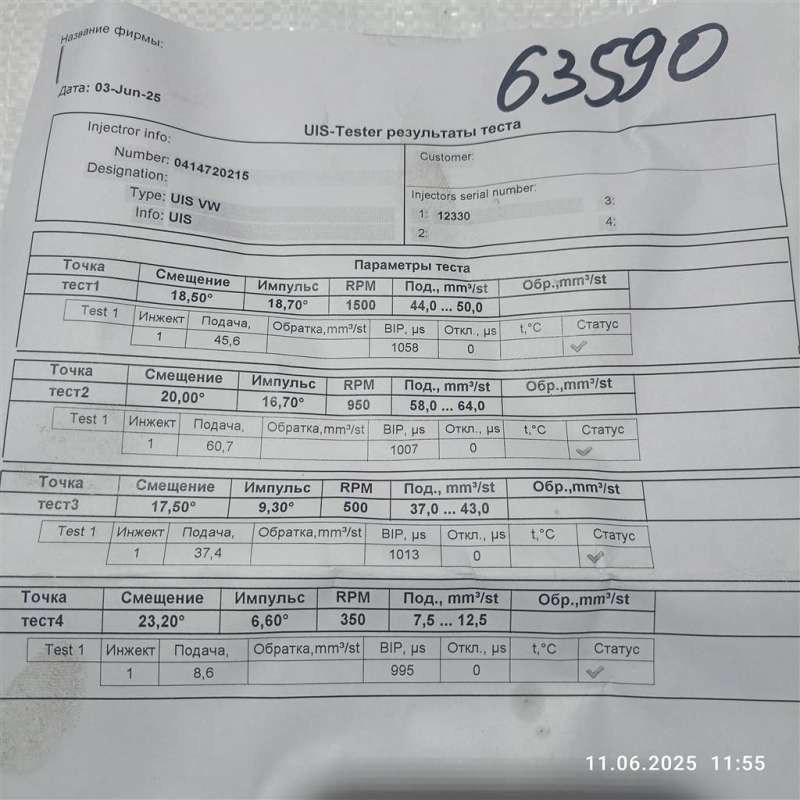 Название фирмы:
63590
Дата: 03-Jun-25
UIS-Tester результаты теста
Injectror info:
Number: 0414720215
Designation:
Type: UIS VW
Info: UIS
Customer:
Injectors serial number:
1: 12330 3:
2: 4:
Параметры теста
Точка Смещение Импульс RPM Под., mm³/st Обр.,mm³/st
тест1 18,50° 18,70° 1500 44,0 ... 50,0
Test 1 Инжект Подача, Обратка,mm³/st BIP, µs Откл., µs t,°C Статус
1 45,6 1058 0
Точка Смещение Импульс RPM Под., mm³/st Обр.,mm³/st
тест2 20,00° 16,70° 950 58,0 ... 64,0
Test 1 Инжект Подача, Обратка,mm³/st BIP, µs Откл., µs t,°C Статус
1 60,7 1007 0
Точка Смещение Импульс RPM Под., mm³/st Обр.,mm³/st
тест3 17,50° 9,30° 500 37,0 ... 43,0
Test 1 Инжект Подача, Обратка,mm³/st BIP, µs Откл., µs t,°C Статус
1 37,4 1013 0
Точка Смещение Импульс RPM Под., mm³/st Обр.,mm³/st
тест4 23,20° 6,60° 350 7,5 ... 12,5
Test 1 Инжект Подача, Обратка,mm³/st BIP, µs Откл., µs t,°C Статус
1 8,6 995 0
11.06.2025 11:55